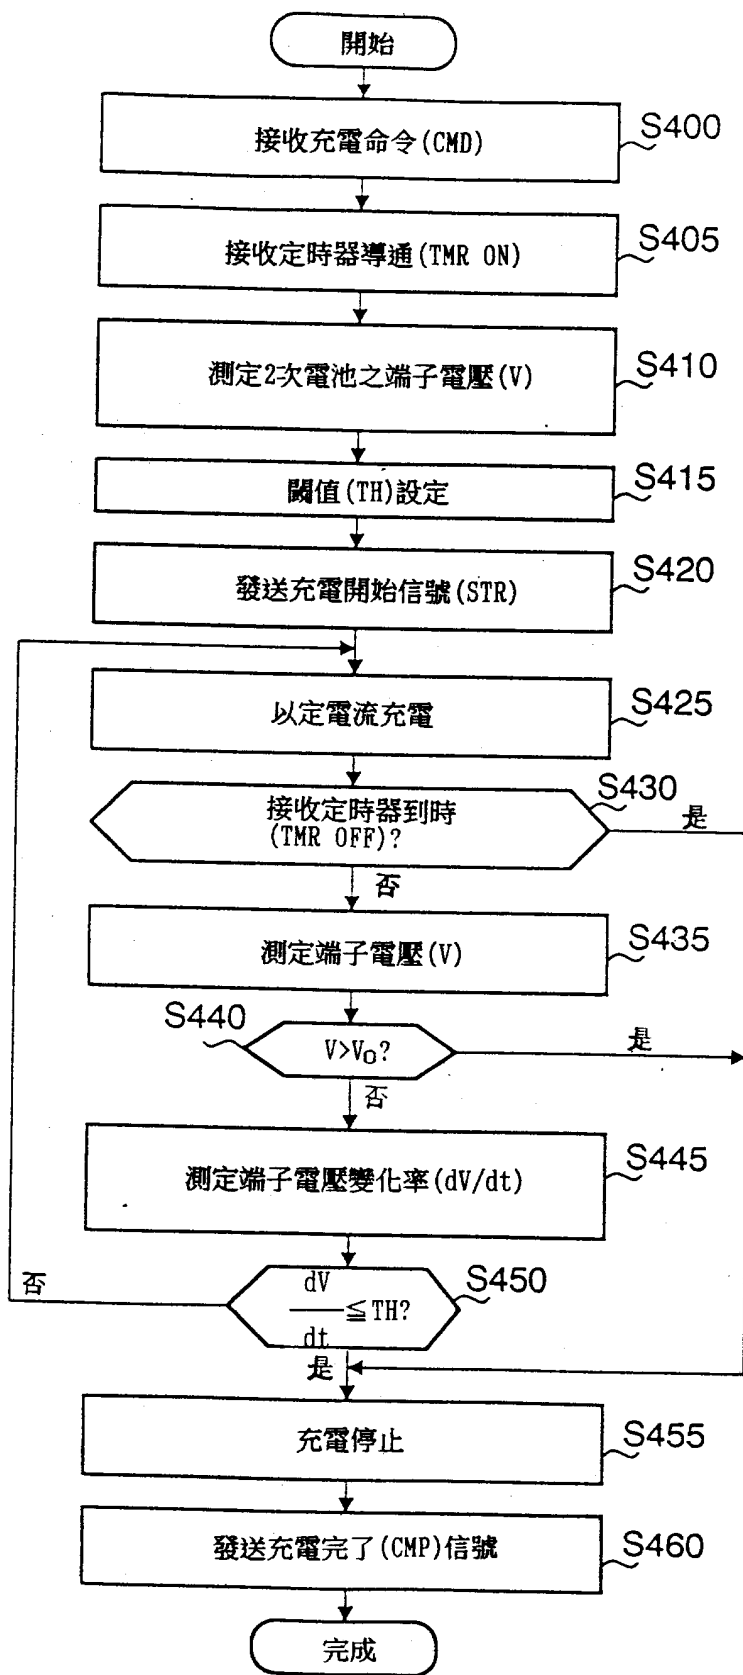 開始
接收充電命令(CMD)
S400
接收定時器導通(TMR ON)
S405
測定2次電池之端子電壓(V)
S410
閾值(TH)設定
S415
發送充電開始信號(STR)
S420
以定電流充電
S425
接收定時器到時
(TMR OFF)?
S430
是
否
測定端子電壓(V)
S435
S440
V>V₀?
是
否
測定端子電壓變化率(dV/dt)
S445
dV
≦TH?
dt
S450
否
是
充電停止
S455
發送充電完了(CMP)信號
S460
完成